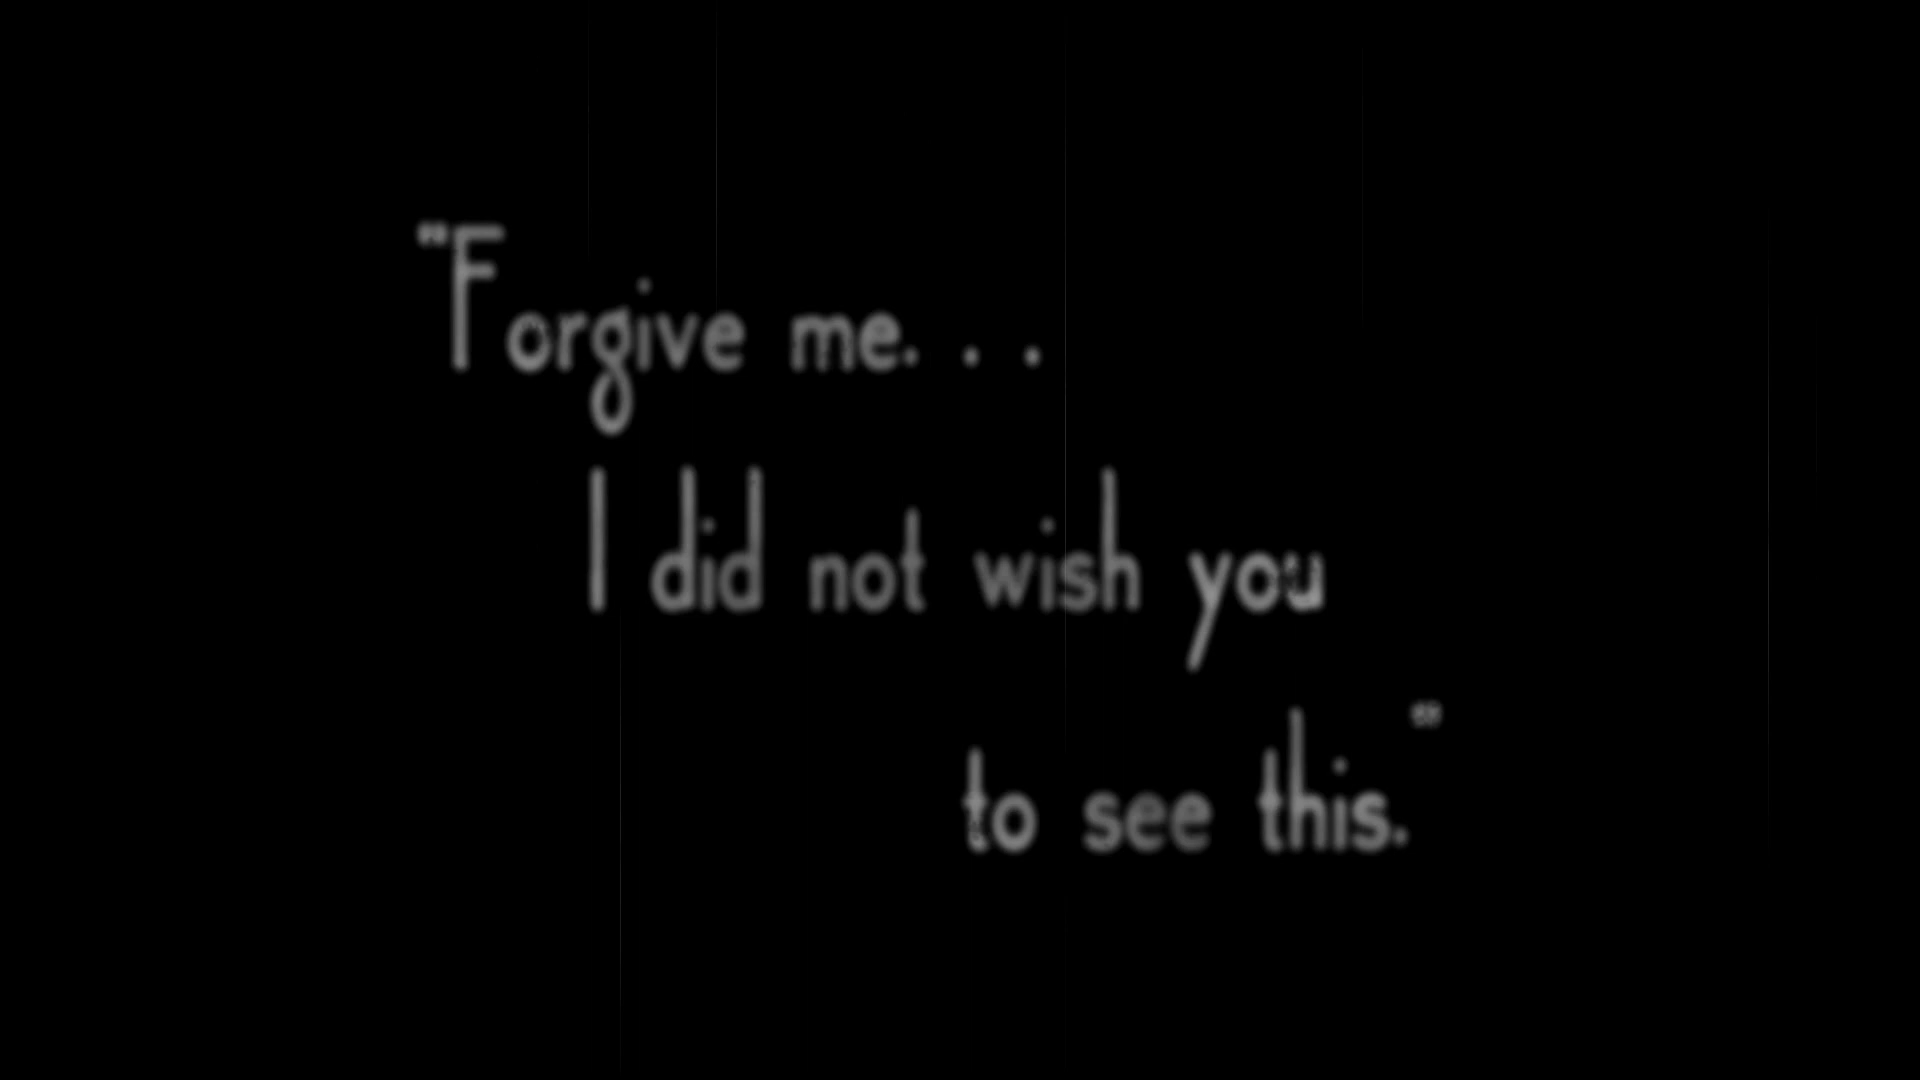 “Forgive me. . .
I did not wish you
to see this.”